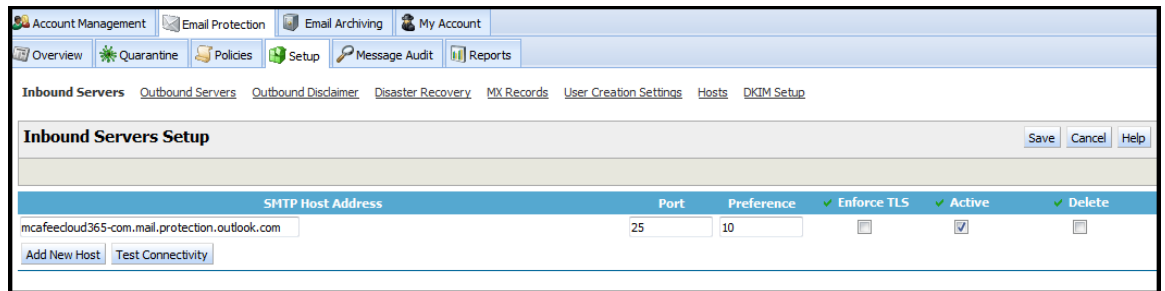 Account Management Email Protection Email Archiving My Account
Overview Quarantine Policies Setup Message Audit Reports
Inbound Servers Outbound Servers Outbound Disclaimer Disaster Recovery MX Records User Creation Settings Hosts DKIM Setup
Inbound Servers Setup Save Cancel Help
SMTP Host Address Port Preference Enforce TLS Active Delete
mcafeecloud365-com.mail.protection.outlook.com 25 10
Add New Host Test Connectivity